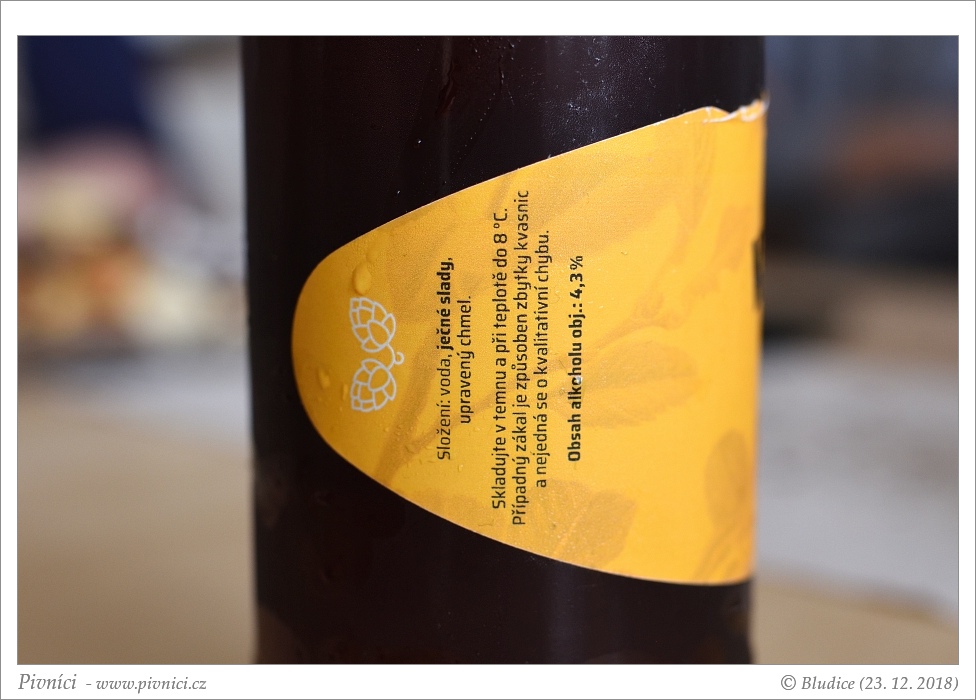 Složení: voda, ječné slady,
upravený chmel.
Skladujte v temnu a při teplotě do 8 °C.
Případný zákal je způsoben zbytky kvasnic
a nejedná se o kvalitativní chybu.
Obsah alkoholu obj.: 4,3 %
Pivníci - www.pivnici.cz
© Bludice (23. 12. 2018)